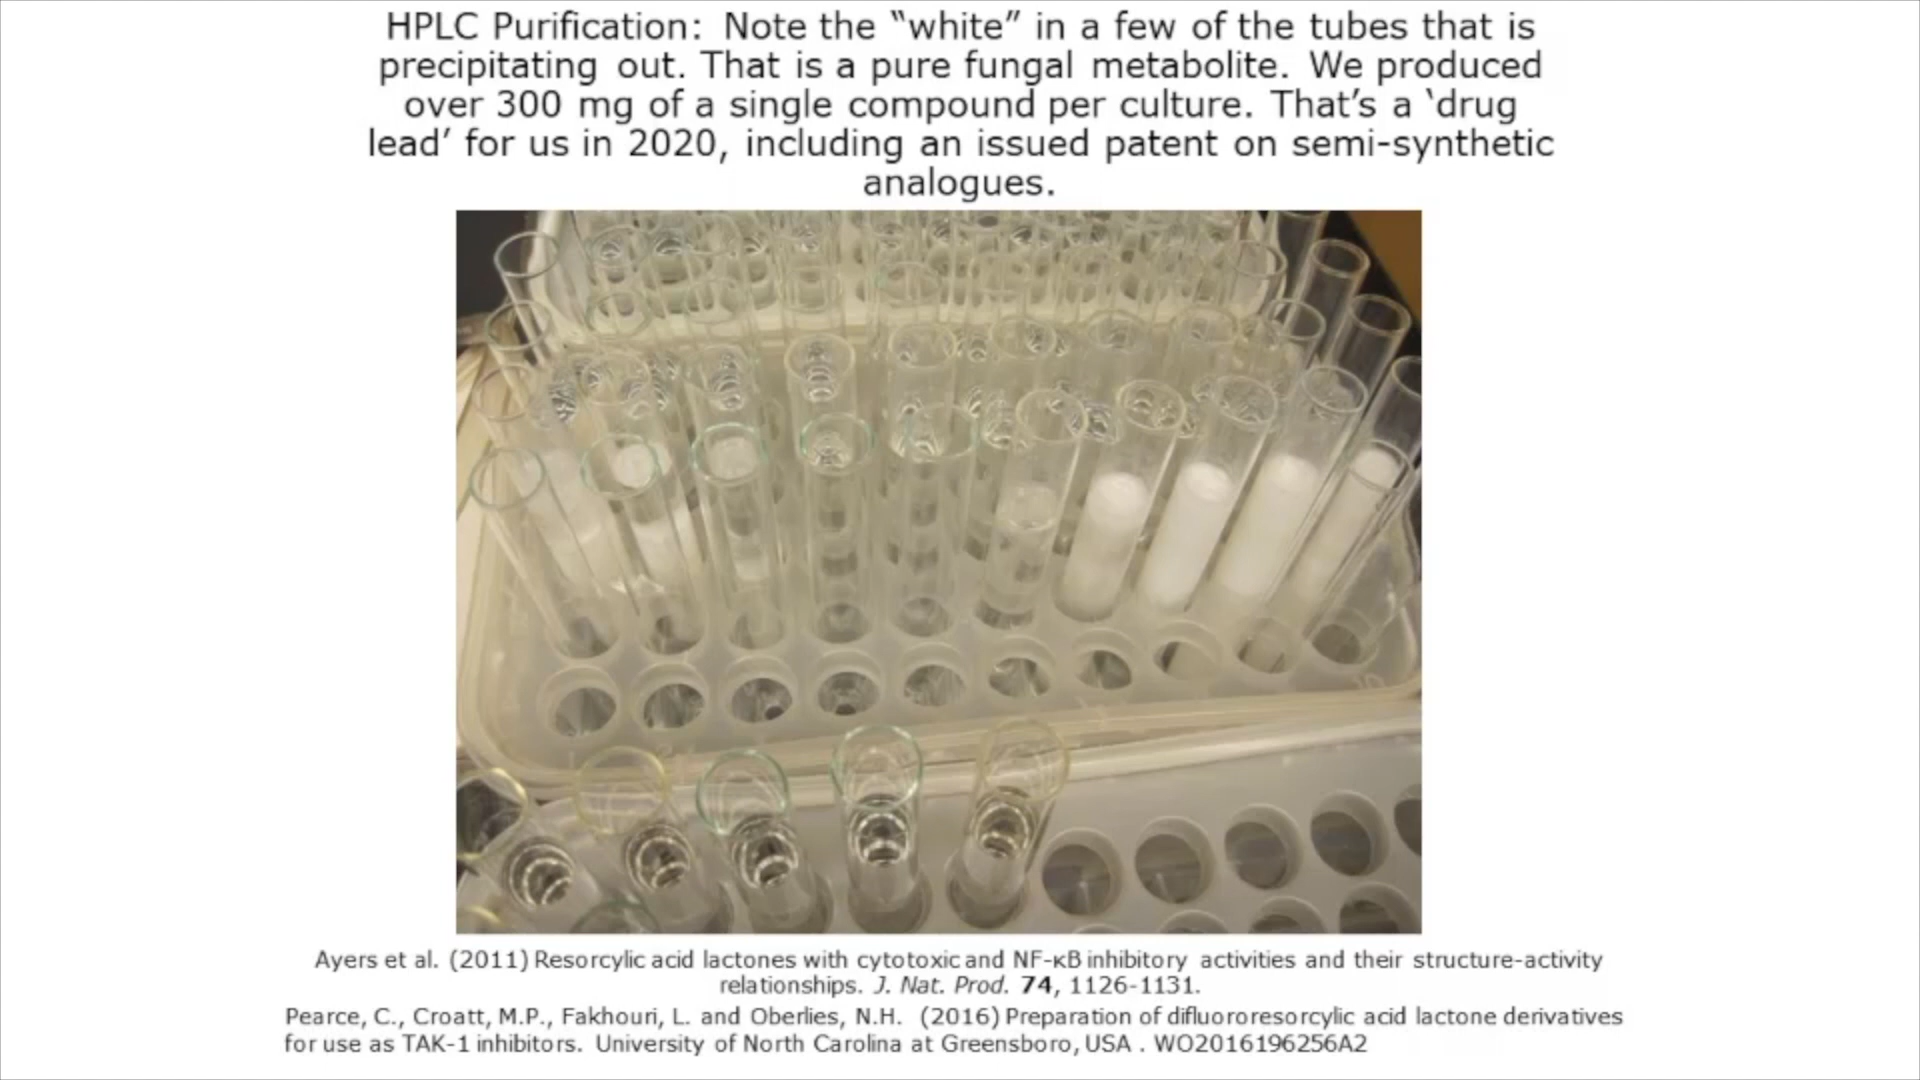 HPLC Purification: Note the “white” in a few of the tubes that is
precipitating out. That is a pure fungal metabolite. We produced
over 300 mg of a single compound per culture. That’s a ‘drug
lead’ for us in 2020, including an issued patent on semi-synthetic
analogues.
Ayers et al. (2011) Resorcylic acid lactones with cytotoxic and NF-κB inhibitory activities and their structure-activity
relationships. J. Nat. Prod. 74, 1126-1131.
Pearce, C., Croatt, M.P., Fakhouri, L. and Oberlies, N.H. (2016) Preparation of difluororesorcylic acid lactone derivatives
for use as TAK-1 inhibitors. University of North Carolina at Greensboro, USA . WO2016196256A2